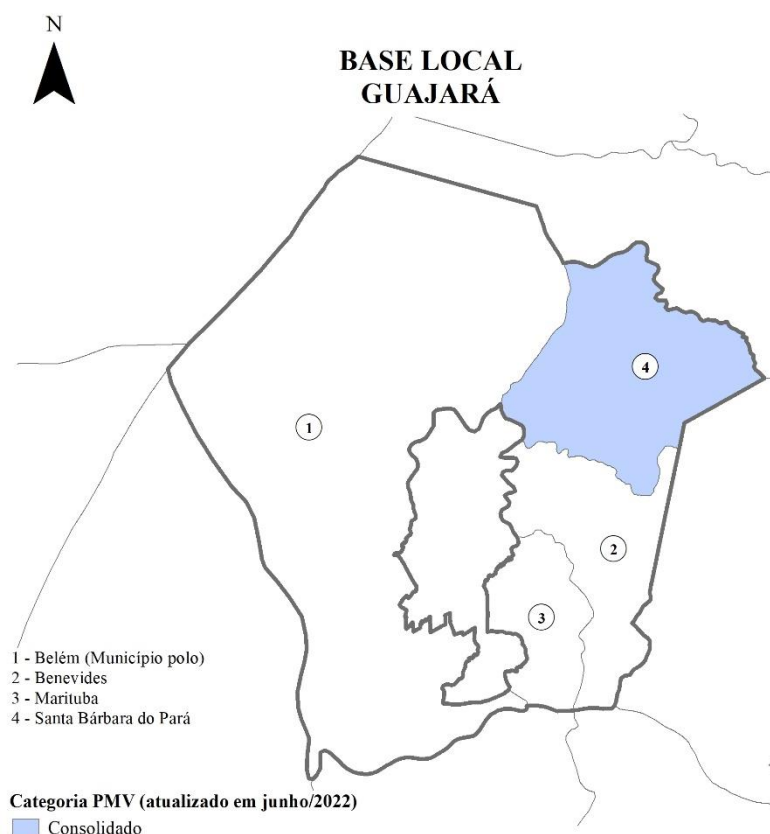 N
BASE LOCAL
GUAJARÁ
4
1
2
3
1 - Belém (Município polo)
2 - Benevides
3 - Marituba
4 - Santa Bárbara do Pará
Categoria PMV (atualizado em junho/2022)
Consolidado